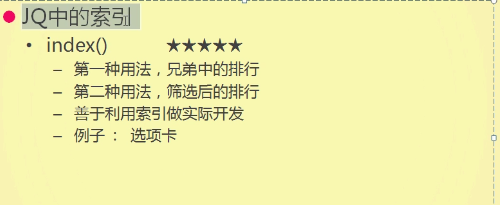 JQ中的索引
• index() ★★★★★
– 第一种用法，兄弟中的排行
– 第二种用法，筛选后的排行
– 善于利用索引做实际开发
– 例子 ： 选项卡